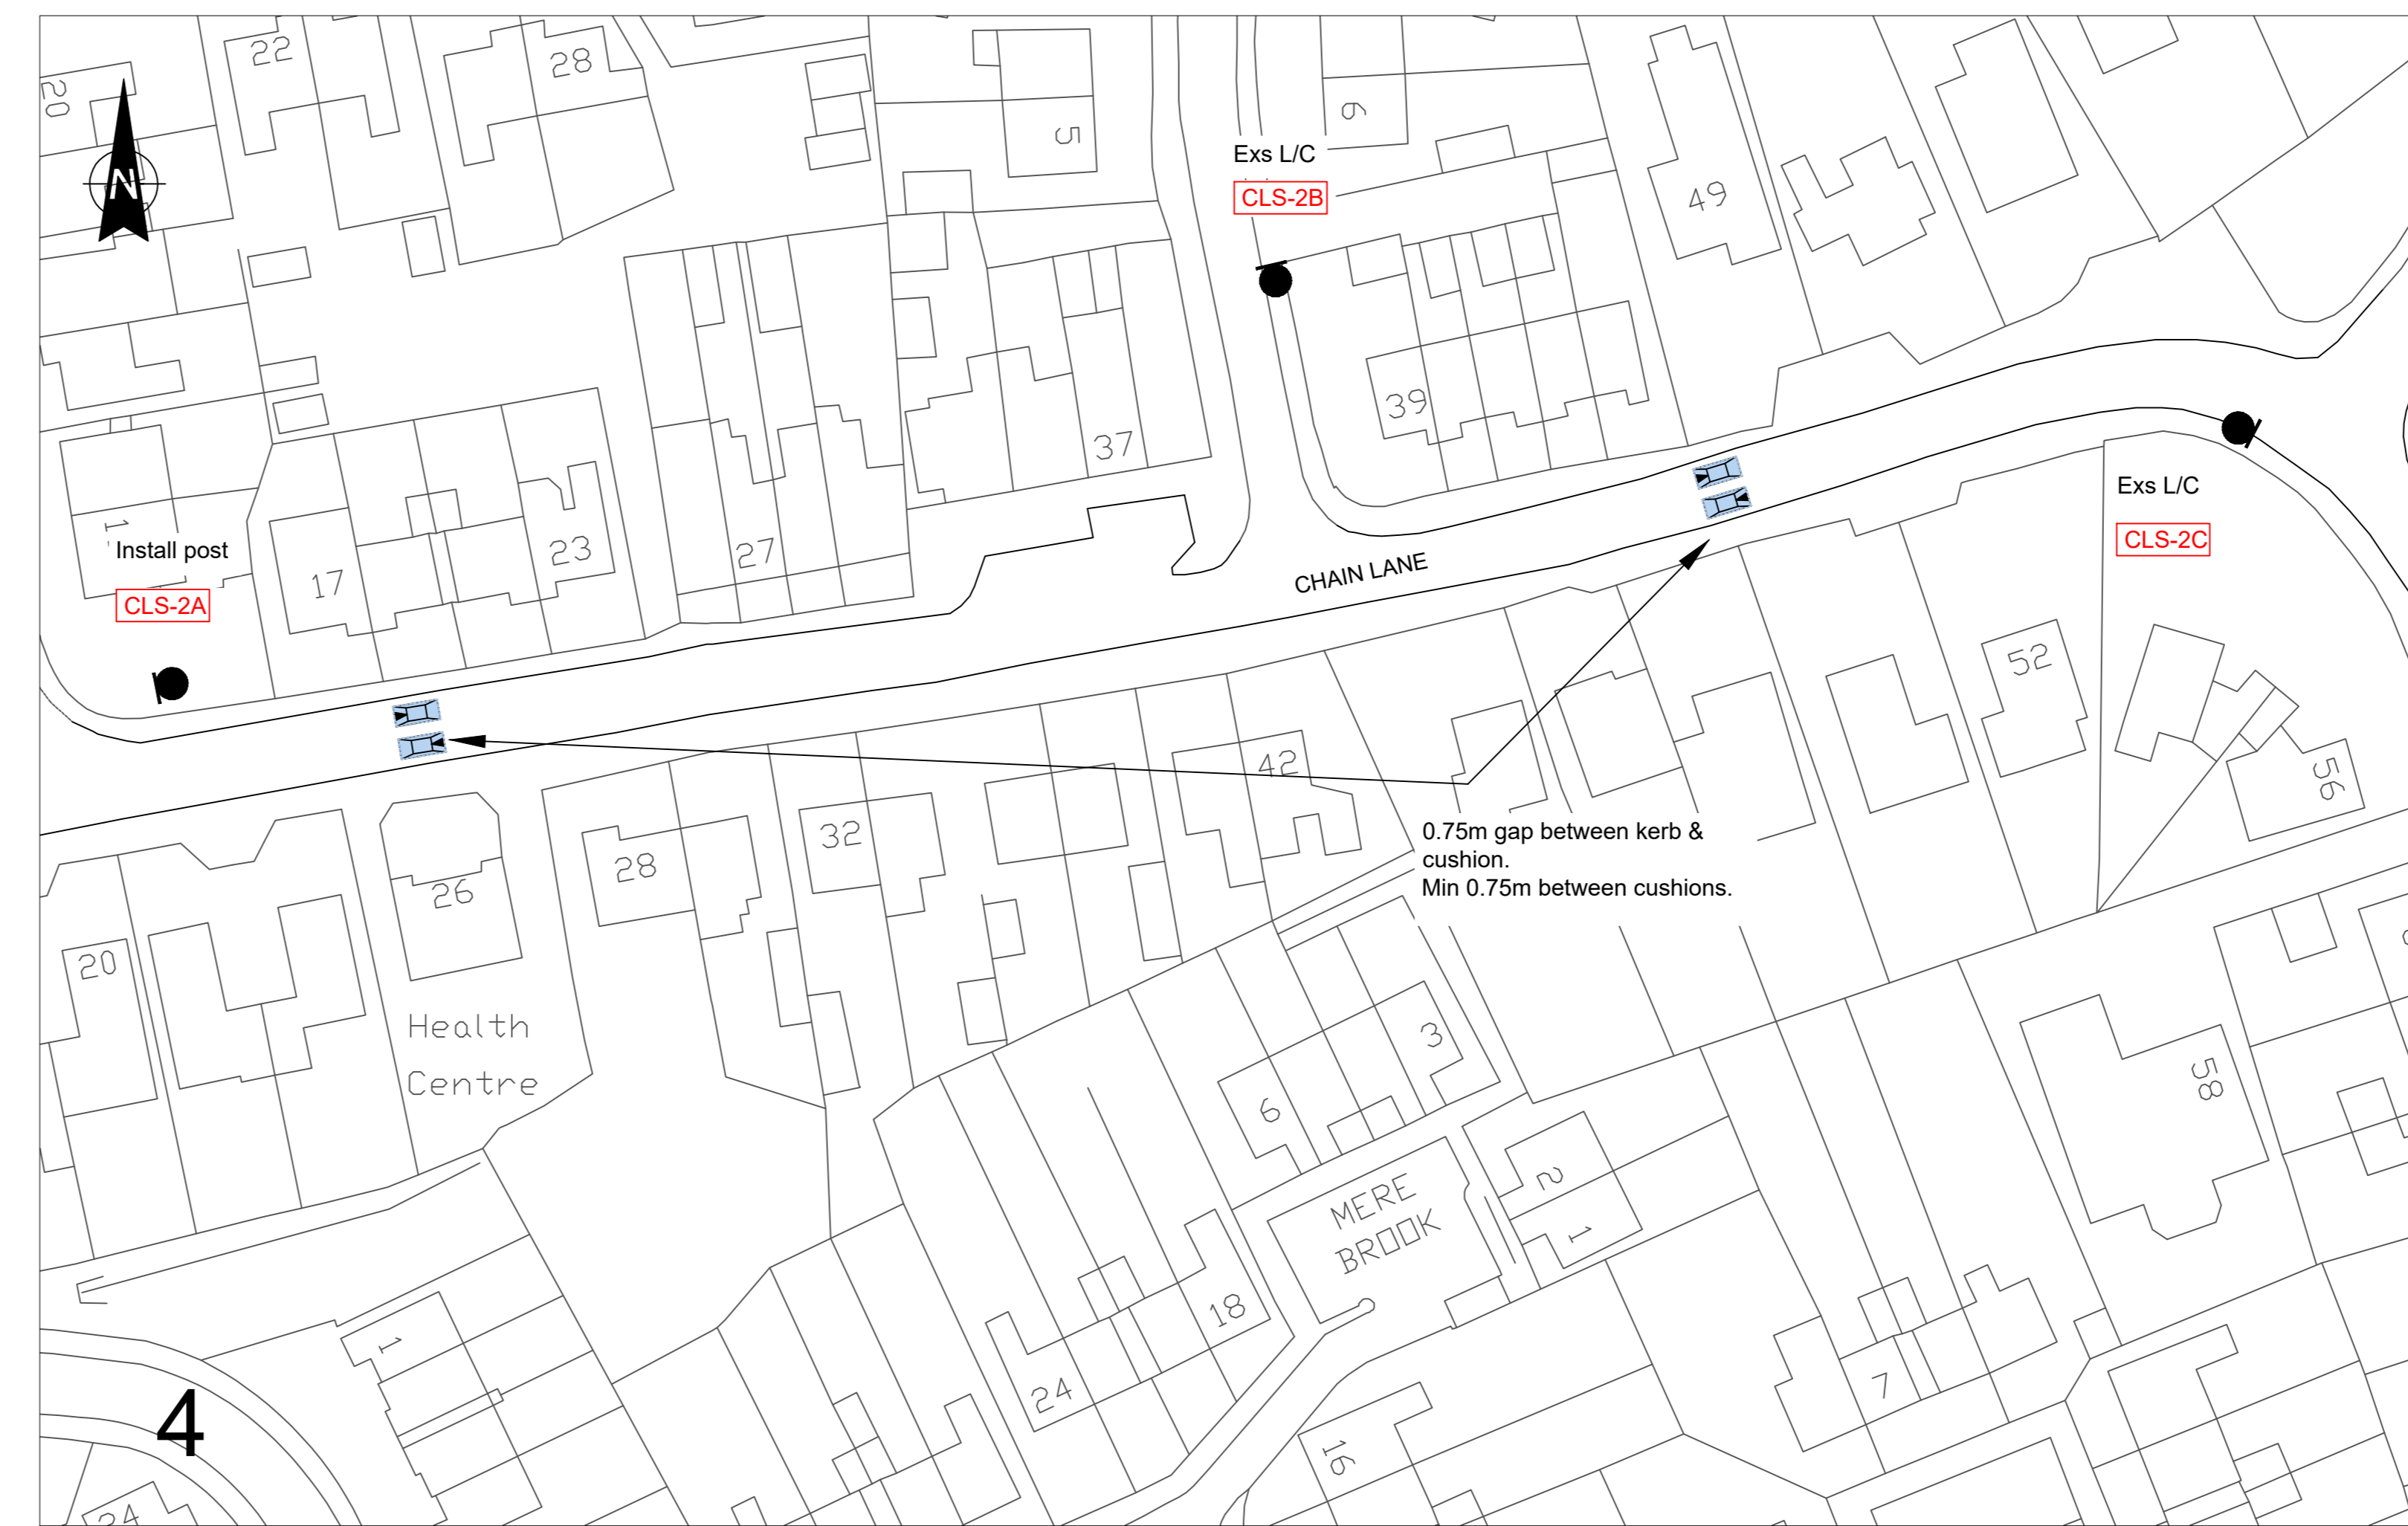 22
28
20
N
5
6
Exs L/C
CLS-2B
49
39
37
Exs L/C
CLS-2C
Install post
CLS-2A
17
23
27
CHAIN LANE
52
56
42
32
28
26
20
0.75m gap between kerb &
cushion.
Min 0.75m between cushions.
Health
Centre
3
6
58
2
1
MERE
BROOK
18
24
1
4
7
16
24